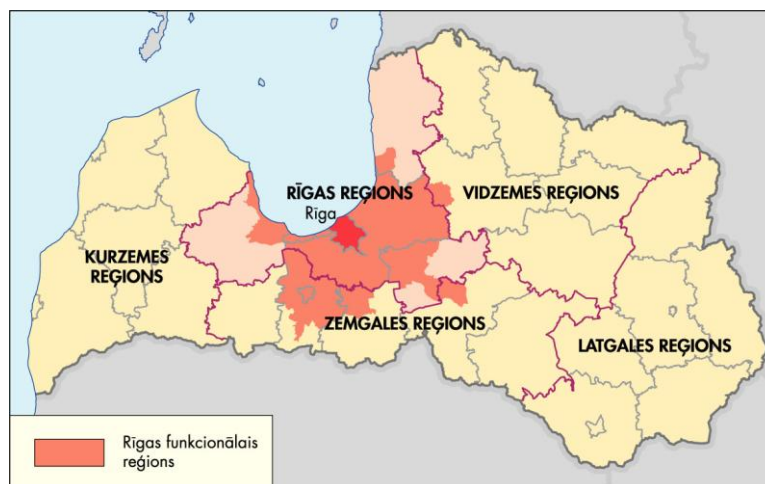 RĪGAS REĢIONS
Rīga
VIDZEMES REĢIONS
KURZEMES
REĢIONS
ZEMGALES REĢIONS
LATGALES REĢIONS
Rīgas funkcionālais
reģions